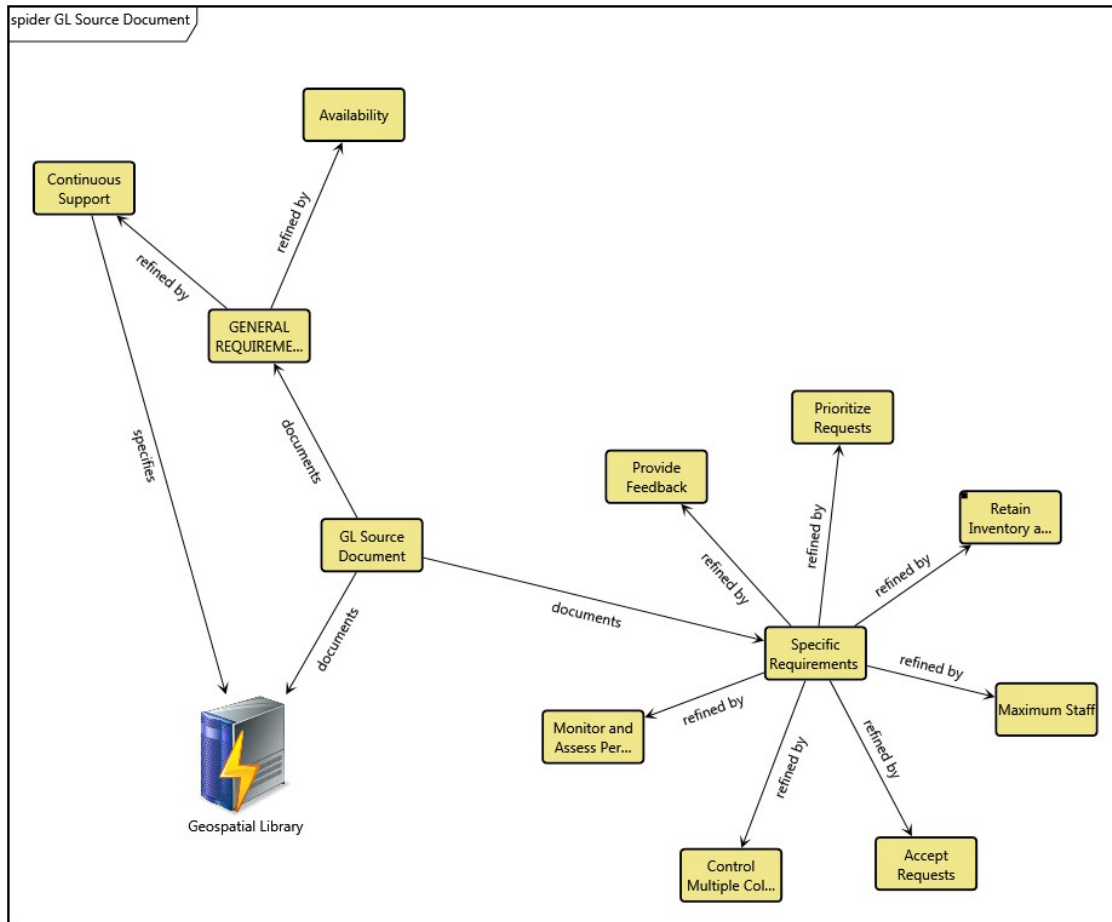 spider GL Source Document
Availability
Continuous
Support
refined by
refined by
GENERAL
REQUIREME...
specifies
documents
Prioritize
Requests
Provide
Feedback
Retain
Inventory a...
GL Source
Document
refined by
refined by
refined by
documents
documents
Specific
Requirements
refined by
Maximum Staff
refined by
Monitor and
Assess Per...
refined by
refined by
Geospatial Library
Control
Multiple Col...
Accept
Requests